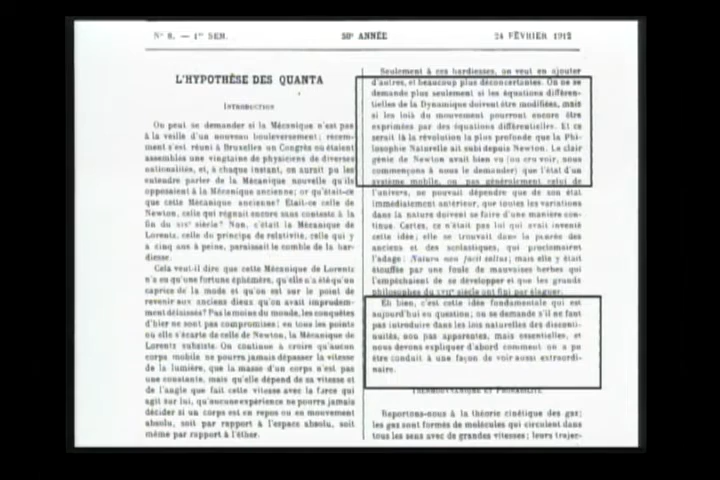 N° 8. — 1er SEM.
50e ANNÉE
24 FÉVRIER 1912
L'HYPOTHÈSE DES QUANTA
INTRODUCTION
On peut se demander si la Mécanique n'est pas
à la veille d'un nouveau bouleversement; récem-
ment s'est réuni à Bruxelles un Congrès où étaient
assemblés une vingtaine de physiciens de diverses
nationalités, et, à chaque instant, on aurait pu les
entendre parler de la Mécanique nouvelle qu'ils
opposaient à la Mécanique ancienne; or qu'était-ce
que cette Mécanique ancienne? Était-ce celle de
Newton, celle qui régnait encore sans conteste à la
fin du XIXe siècle? Non, c'était la Mécanique de
Lorentz, celle du principe de relativité, celle qui, il y
a cinq ans à peine, paraissait le comble de la har-
diesse.
Cela veut-il dire que cette Mécanique de Lorentz
n'a eu qu'une fortune éphémère, qu'elle n'a été qu'un
caprice de la mode et qu'on est sur le point de
revenir aux anciens dieux qu'on avait imprudem-
ment délaissés? Pas le moins du monde, les conquêtes
d'hier ne sont pas compromises; en tous les points
où elle s'écarte de celle de Newton, la Mécanique de
Lorentz subsiste. On continue à croire qu'aucun
corps mobile ne pourra jamais dépasser la vitesse
de la lumière, que la masse d'un corps n'est pas
une constante, mais qu'elle dépend de sa vitesse et
de l'angle que fait cette vitesse avec la force qui
agit sur lui, qu'aucune expérience ne pourra jamais
décider si un corps est en repos ou en mouvement
absolu, soit par rapport à l'espace absolu, soit
même par rapport à l'éther.
Seulement à ces hardiesses, on veut en ajouter
d'autres, et beaucoup plus déconcertantes. On ne se
demande plus seulement si les équations différen-
tielles de la Dynamique doivent être modifiées, mais
si les lois du mouvement pourront encore être
exprimées par des équations différentielles. Et ce
serait là la révolution la plus profonde que la Phi-
losophie Naturelle ait subi depuis Newton. Le clair
génie de Newton avait bien vu (ou cru voir, nous
commençons à nous le demander) que l'état d'un
système mobile, ou plus généralement celui de
l'univers, ne pouvait dépendre que de son état
immédiatement antérieur, que toutes les variations
dans la nature doivent se faire d'une manière con-
tinue. Certes, ce n'était pas lui qui avait inventé
cette idée; elle se trouvait dans la pensée des
anciens et des scolastiques, qui proclamaient
l'adage: Natura non facit saltus; mais elle y était
étouffée par une foule de mauvaises herbes qui
l'empêchaient de se développer et que les grands
philosophes du XVIIe siècle ont fini par élaguer.
Eh bien, c'est cette idée fondamentale qui est
aujourd'hui en question; on se demande s'il ne faut
pas introduire dans les lois naturelles des disconti-
nuités, non pas apparentes, mais essentielles, et
nous devons expliquer d'abord comment on a pu
être conduit à une façon de voir aussi extraordi-
naire.
THERMODYNAMIQUE ET PROBABILITÉ
Reportons-nous à la théorie cinétique des gaz;
les gaz sont formés de molécules qui circulent dans
tous les sens avec de grandes vitesses; leurs trajec-